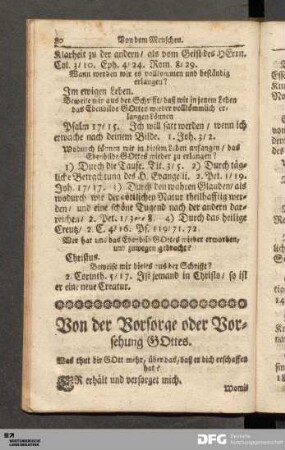 80 Von dem Menschen.
Klarheit zu der andern/ als vom Geist des HErrn.
Col. 3/10. Eph. 4/24. Rom. 8/29.
Wann werden wir es vollkommen und beständig
erlangen?
Im ewigen Leben.
Beweise wir aus der Schrifft/ daß wir in jenem Leben
das Ebenbilde GOttes wieder vollkömmlich er-
langen können
Psalm 17/15. Ich will satt werden/ wenn ich
erwache nach deinem Bilde. 1. Joh. 3/2.
Wodurch können wir in diesem Leben anfangen/ das
Ebenbilde GOttes wieder zu erlangen?
1) Durch die Tauffe. Tit. 3/5. 2) Durch täg-
liche Betrachtung des H. Evangelii. 2. Pet. 1/19.
Joh. 17/17. 3) Durch den wahren Glauben/ als
wodurch wir der göttlichen Natur theilhafftig wer-
den/ und eine schöne Tugend nach der andern dar-
reichen/ 2. Pet. 1/3-8. 4) Durch das heilige
Creutz/ 2. C. 4/16. Ps. 119/71. 72.
Wer hat uns das Ebenbild GOttes wieder erworben/
und zuwegen gebracht?
Christus.
Beweise mir dieses aus der Schrifft?
2. Corinth. 5/17. Ist jemand in Christo/ so ist
er eine neue Creatur.
Von der Vorsorge oder Vor-
sehung GOttes.
Was thut die GOtt mehr, über das/ daß er dich erschaffen
hat?
ER erhält und versorget mich.
Womit
DFG